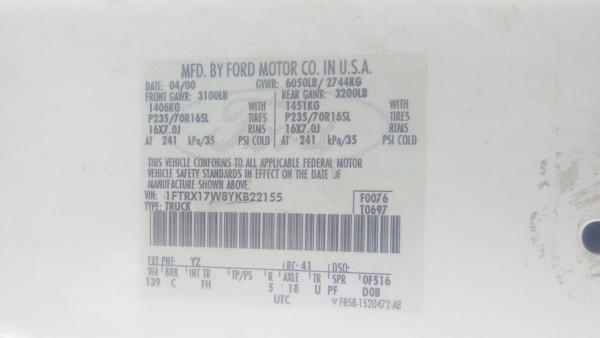 MFD. BY FORD MOTOR CO. IN U.S.A.
DATE: 04/00 GVWR: 6050LB/ 2744KG
FRONT GAWR: 3100LB REAR GAWR: 3200LB
1406KG WITH 1451KG WITH
P235/70R16SL TIRES P235/70R16SL TIRES
16X7.0J RIMS 16X7.0J RIMS
AT 241 kPa/35 PSI COLD AT 241 kPa/35 PSI COLD
THIS VEHICLE CONFORMS TO ALL APPLICABLE FEDERAL MOTOR
VEHICLE SAFETY STANDARDS IN EFFECT ON THE DATE OF
MANUFACTURE SHOWN ABOVE.
VIN: 1FTRX17W8YKB22155 F0076
TYPE: TRUCK T0697
EXT PNT: YZ RC: 41 DSO:
WB BRK INT TR TP/PS R AXLE TR SPR 0F516
139 C FH 5 18 U PF DOB
UTC F85B-1520472-AB